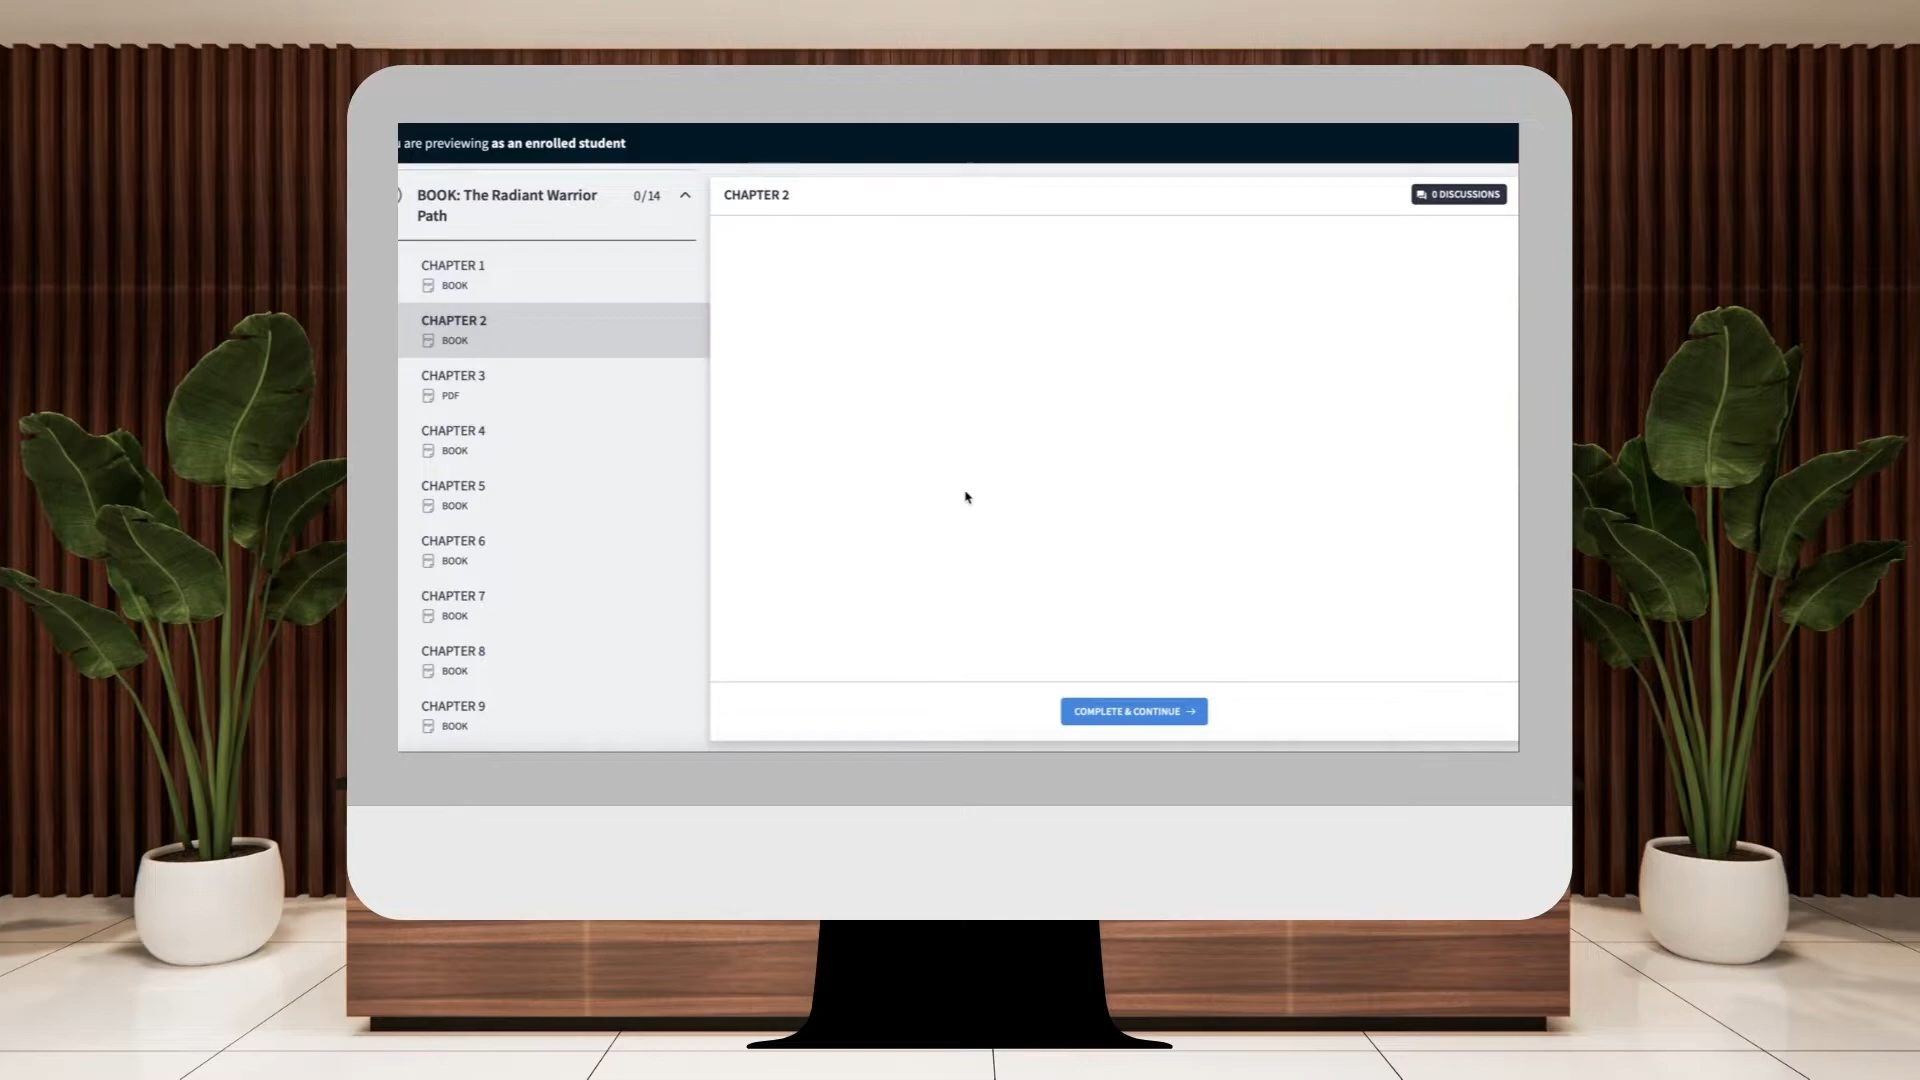 are previewing as an enrolled student
BOOK: The Radiant Warrior
Path
0/14
CHAPTER 1
BOOK
CHAPTER 2
BOOK
CHAPTER 3
PDF
CHAPTER 4
BOOK
CHAPTER 5
BOOK
CHAPTER 6
BOOK
CHAPTER 7
BOOK
CHAPTER 8
BOOK
CHAPTER 9
BOOK
CHAPTER 2
0 DISCUSSIONS
COMPLETE & CONTINUE →